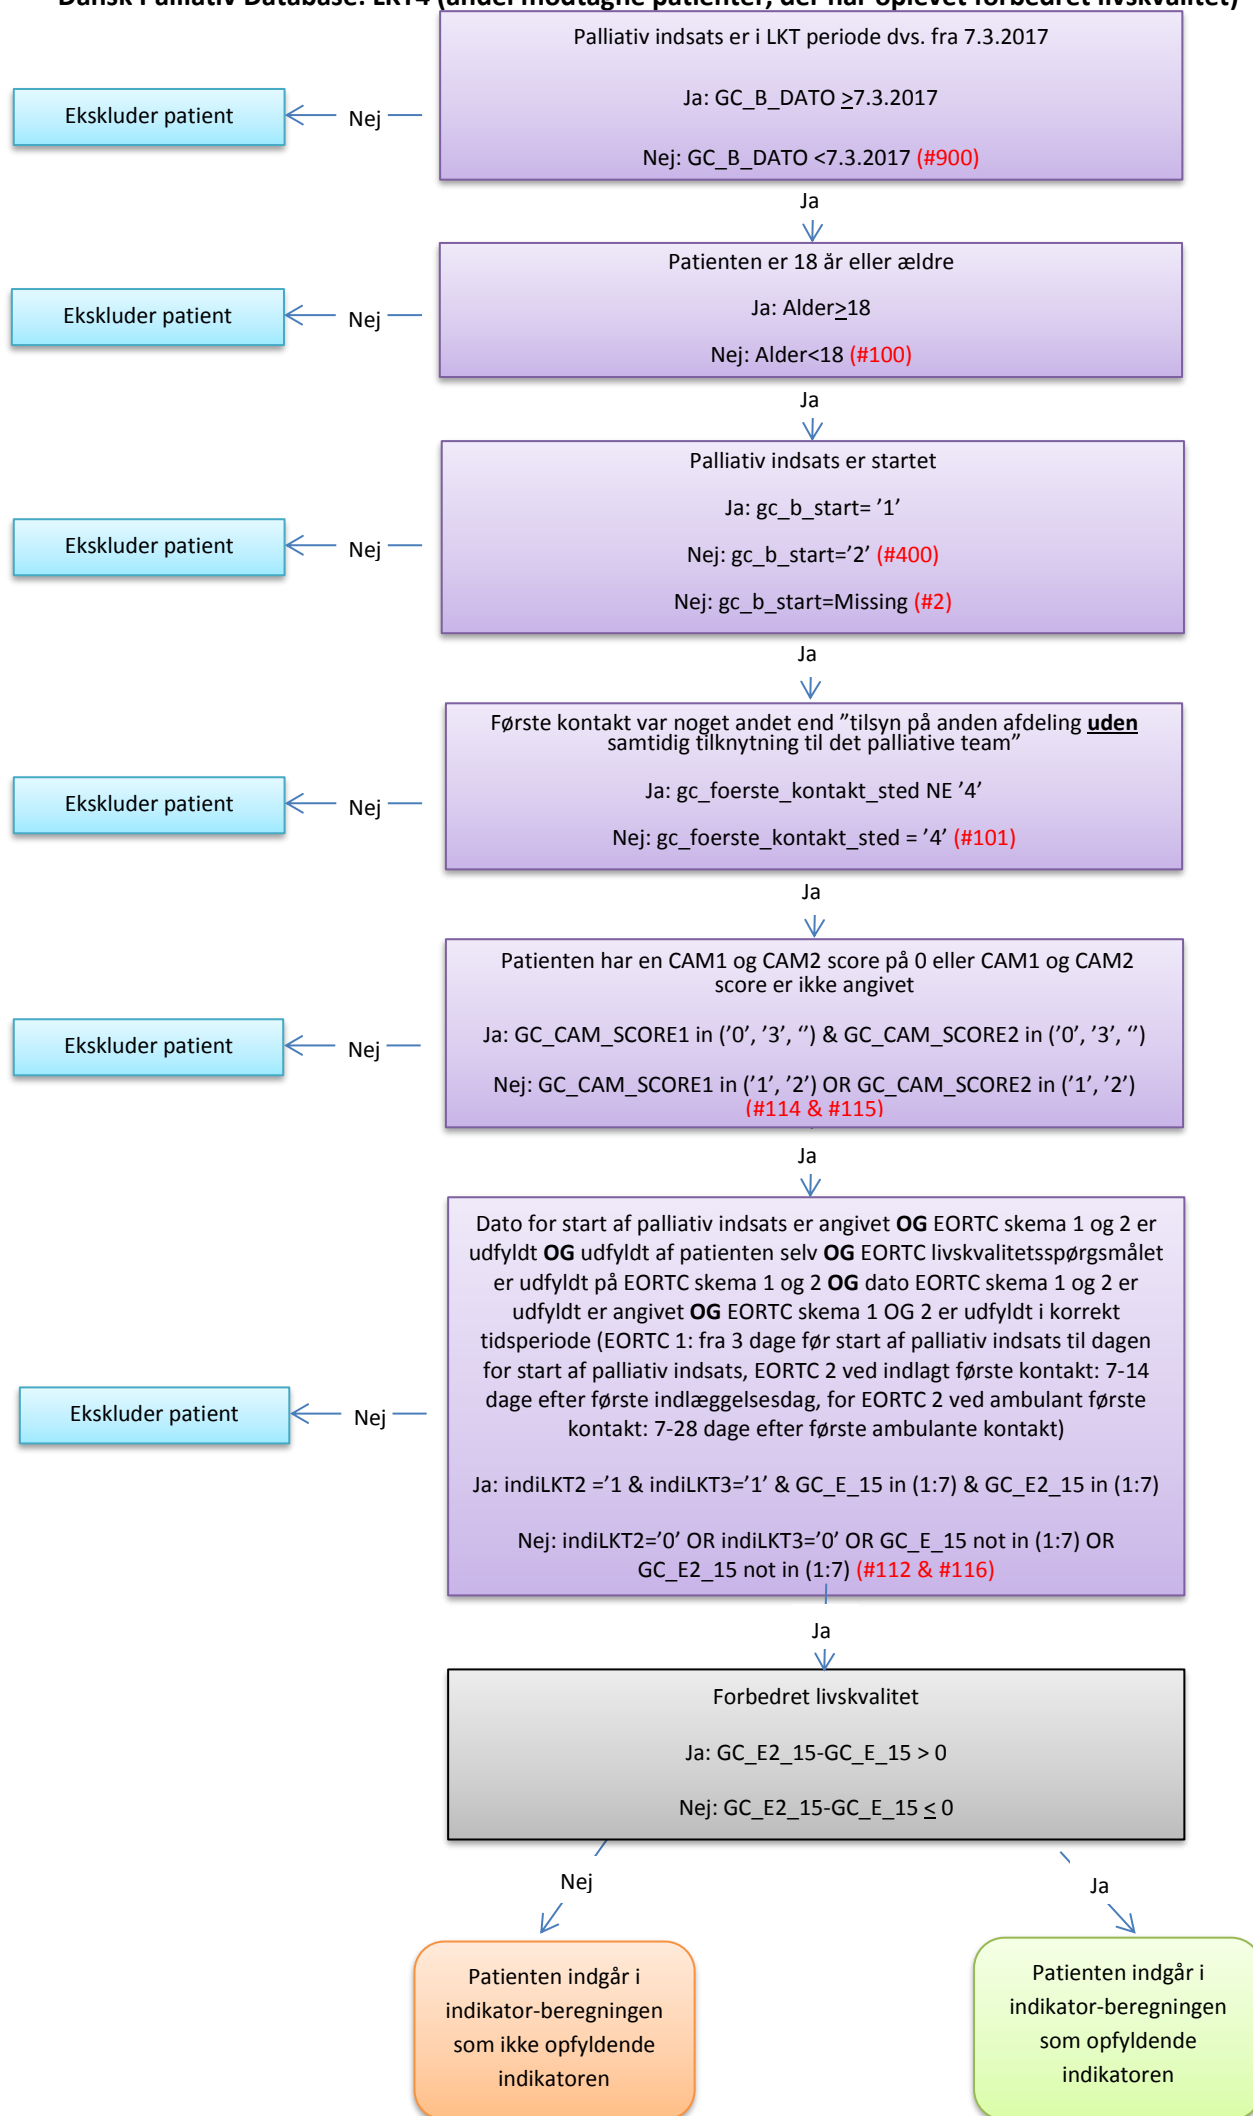 Dansk Palliativ Database: LKT4 (andel modtagne patienter, der har oplevet forbedret livskvalitet)
Palliativ indsats er i LKT periode dvs. fra 7.3.2017
Ja: GC_B_DATO >7.3.2017
Nej: GC_B_DATO <7.3.2017 (#900)
Ekskluder patient
Nej
Ja
Patienten er 18 år eller ældre
Ja: Alder>18
Nej: Alder<18 (#100)
Ekskluder patient
Nej
Ja
Palliativ indsats er startet
Ja: gc_b_start= ’1’
Nej: gc_b_start=’2’ (#400)
Nej: gc_b_start=Missing (#2)
Ekskluder patient
Nej
Ja
Første kontakt var noget andet end ”tilsyn på anden afdeling uden
samtidig tilknytning til det palliative team”
Ja: gc_foerste_kontakt_sted NE ’4’
Nej: gc_foerste_kontakt_sted = ’4’ (#101)
Ekskluder patient
Nej
Ja
Patienten har en CAM1 og CAM2 score på 0 eller CAM1 og CAM2
score er ikke angivet
Ja: GC_CAM_SCORE1 in (’0’, ’3’, ‘’) & GC_CAM_SCORE2 in (’0’, ’3’, ‘’)
Nej: GC_CAM_SCORE1 in (’1’, ’2’) OR GC_CAM_SCORE2 in (’1’, ’2’)
(#114 & #115)
Ekskluder patient
Nej
Ja
Dato for start af palliativ indsats er angivet OG EORTC skema 1 og 2 er
udfyldt OG udfyldt af patienten selv OG EORTC livskvalitetsspørgsmålet
er udfyldt på EORTC skema 1 og 2 OG dato EORTC skema 1 og 2 er
udfyldt er angivet OG EORTC skema 1 OG 2 er udfyldt i korrekt
tidsperiode (EORTC 1: fra 3 dage før start af palliativ indsats til dagen
for start af palliativ indsats, EORTC 2 ved indlagt første kontakt: 7-14
dage efter første indlæggelsesdag, for EORTC 2 ved ambulant første
kontakt: 7-28 dage efter første ambulante kontakt)
Ja: indiLKT2 =’1 & indiLKT3=’1’ & GC_E_15 in (1:7) & GC_E2_15 in (1:7)
Nej: indiLKT2=’0’ OR indiLKT3=’0’ OR GC_E_15 not in (1:7) OR
GC_E2_15 not in (1:7) (#112 & #116)
Ekskluder patient
Nej
Ja
Forbedret livskvalitet
Ja: GC_E2_15-GC_E_15 > 0
Nej: GC_E2_15-GC_E_15 < 0
Nej
Ja
Patienten indgår i
indikator-beregningen
som ikke opfyldende
indikatoren
Patienten indgår i
indikator-beregningen
som opfyldende
indikatoren